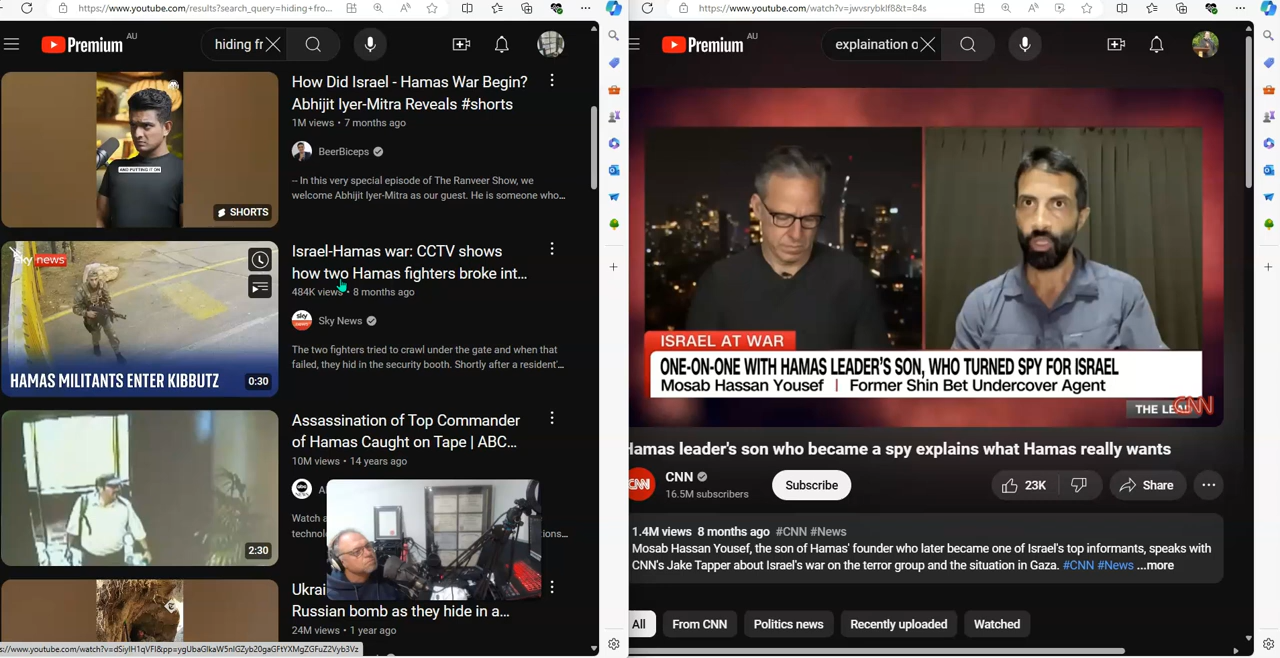 https://www.youtube.com/results?search_query=hiding+fro...
Premium AU
hiding fr
How Did Israel - Hamas War Begin?
Abhijit Iyer-Mitra Reveals #shorts
1M views • 7 months ago
BeerBiceps
-- In this very special episode of The Ranveer Show, we
welcome Abhijit Iyer-Mitra as our guest. He is someone who...
AND PUTTING IT ON
SHORTS
sky news
HAMAS MILITANTS ENTER KIBBUTZ
0:30
Israel-Hamas war: CCTV shows
how two Hamas fighters broke int...
484K views • 8 months ago
sky news
Sky News
The two fighters tried to crawl under the gate and when that
failed, they hid in the security booth. Shortly after a resident'...
2:30
Assassination of Top Commander
of Hamas Caught on Tape | ABC...
10M views • 14 years ago
Watch
ions...
Russian bomb as they hide in a...
24M views • 1 year ago
https://www.youtube.com/watch?v=jwvsrybklf8&t=84s
Premium AU
explaination o
ISRAEL AT WAR
ONE-ON-ONE WITH HAMAS LEADER'S SON, WHO TURNED SPY FOR ISRAEL
Mosab Hassan Yousef | Former Shin Bet Undercover Agent
THE LEAD
CNN
Hamas leader's son who became a spy explains what Hamas really wants
CNN
CNN
16.5M subscribers
Subscribe
23K
Share
1.4M views 8 months ago #CNN #News
Mosab Hassan Yousef, the son of Hamas' founder who later became one of Israel's top informants, speaks with
CNN's Jake Tapper about Israel's war on the terror group and the situation in Gaza. #CNN #News ...more
All
From CNN
Politics news
Recently uploaded
Watched